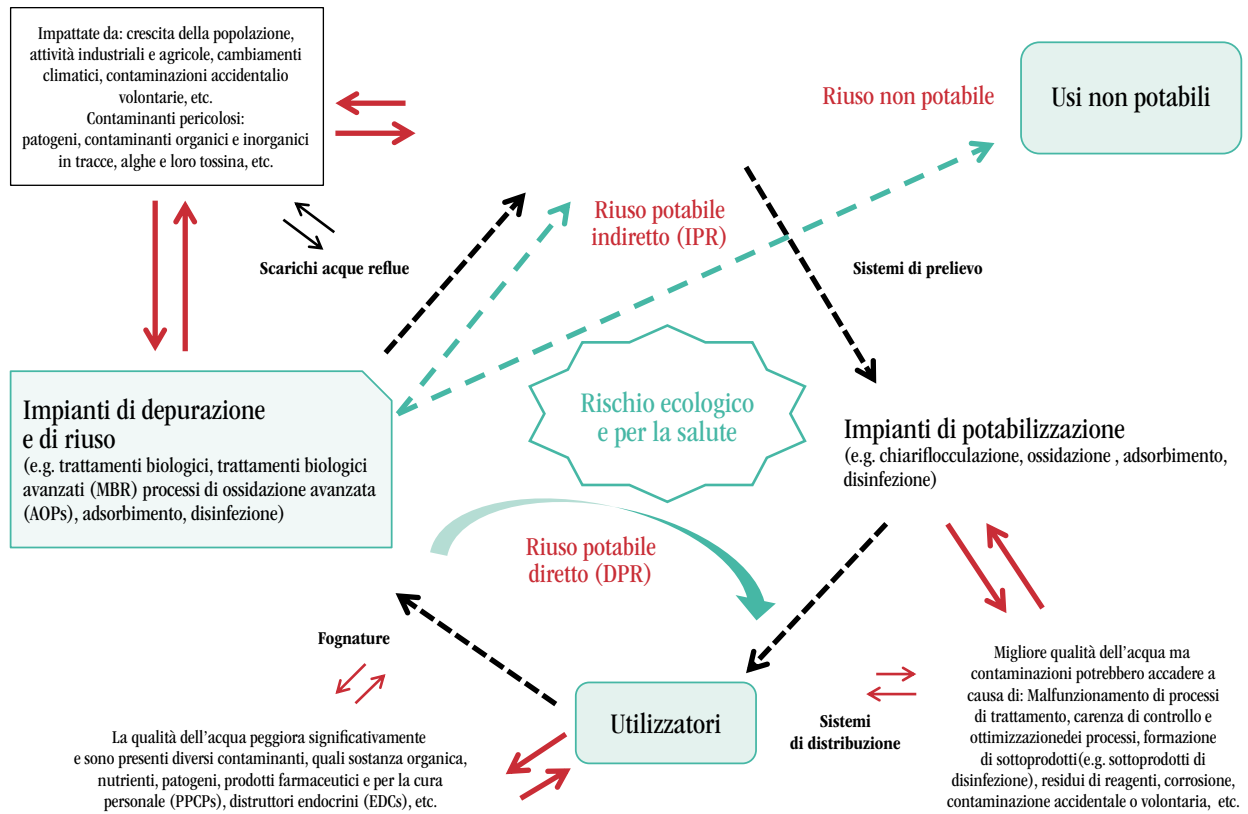 Impattate da: crescita della popolazione,
attività industriali e agricole, cambiamenti
climatici, contaminazioni accidentalio
volontarie, etc.
Contaminanti pericolosi:
patogeni, contaminanti organici e inorganici
in tracce, alghe e loro tossina, etc.
Riuso non potabile
Usi non potabili
Riuso potabile
indiretto (IPR)
Scarichi acque reflue
Sistemi di prelievo
Impianti di depurazione
e di riuso
(e.g. trattamenti biologici, trattamenti biologici
avanzati (MBR) processi di ossidazione avanzata
(AOPs), adsorbimento, disinfezione)
Rischio ecologico
e per la salute
Impianti di potabilizzazione
(e.g. chiariflocculazione, ossidazione , adsorbimento,
disinfezione)
Riuso potabile
diretto (DPR)
Fognature
Utilizzatori
Sistemi
di distribuzione
La qualità dell'acqua peggiora significativamente
e sono presenti diversi contaminanti, quali sostanza organica,
nutrienti, patogeni, prodotti farmaceutici e per la cura
personale (PPCPs), distruttori endocrini (EDCs), etc.
Migliore qualità dell'acqua ma
contaminazioni potrebbero accadere a
causa di: Malfunzionamento di processi
di trattamento, carenza di controllo e
ottimizzazionedei processi, formazione
di sottoprodotti(e.g. sottoprodotti di
disinfezione), residui di reagenti, corrosione,
contaminazione accidentale o volontaria, etc.